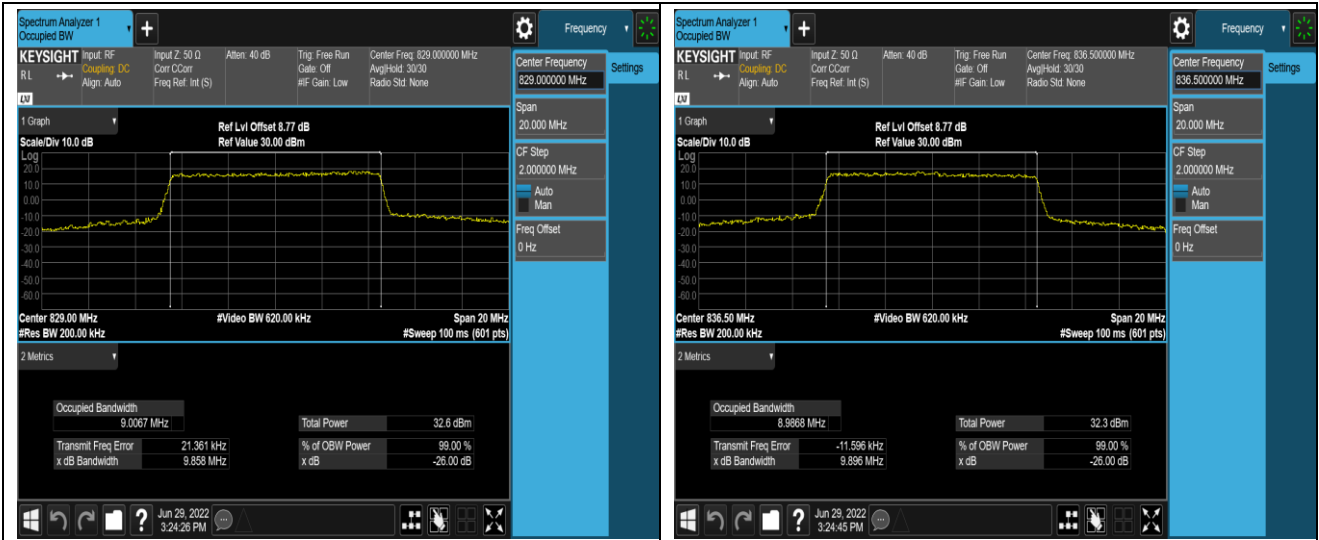 Spectrum Analyzer 1
Occupied BW
+
Frequency
KEYSIGHT
RL
LXI
Input: RF
Coupling: DC
Align: Auto
Input Z: 50 Ω
Corr CCorr
Freq Ref: Int (S)
Atten: 40 dB
Trig: Free Run
Gate: Off
#IF Gain: Low
Center Freq: 829.000000 MHz
Avg|Hold: 30/30
Radio Std: None
Center Frequency
829.000000 MHz
Settings
Span
20.000 MHz
CF Step
2.000000 MHz
Auto
Man
Freq Offset
0 Hz
1 Graph
Scale/Div 10.0 dB
Ref Lvl Offset 8.77 dB
Ref Value 30.00 dBm
Log
20.0
10.0
0.00
-10.0
-20.0
-30.0
-40.0
-50.0
-60.0
Center 829.00 MHz
#Video BW 620.00 kHz
Span 20 MHz
#Res BW 200.00 kHz
#Sweep 100 ms (601 pts)
2 Metrics
Occupied Bandwidth
9.0067 MHz
Total Power 32.6 dBm
Transmit Freq Error 21.361 kHz
% of OBW Power 99.00 %
x dB Bandwidth 9.858 MHz
x dB -26.00 dB
?
Jun 29, 2022
3:24:26 PM
Spectrum Analyzer 1
Occupied BW
+
Frequency
KEYSIGHT
RL
LXI
Input: RF
Coupling: DC
Align: Auto
Input Z: 50 Ω
Corr CCorr
Freq Ref: Int (S)
Atten: 40 dB
Trig: Free Run
Gate: Off
#IF Gain: Low
Center Freq: 836.500000 MHz
Avg|Hold: 30/30
Radio Std: None
Center Frequency
836.500000 MHz
Settings
Span
20.000 MHz
CF Step
2.000000 MHz
Auto
Man
Freq Offset
0 Hz
1 Graph
Scale/Div 10.0 dB
Ref Lvl Offset 8.77 dB
Ref Value 30.00 dBm
Log
20.0
10.0
0.00
-10.0
-20.0
-30.0
-40.0
-50.0
-60.0
Center 836.50 MHz
#Video BW 620.00 kHz
Span 20 MHz
#Res BW 200.00 kHz
#Sweep 100 ms (601 pts)
2 Metrics
Occupied Bandwidth
8.9868 MHz
Total Power 32.3 dBm
Transmit Freq Error -11.596 kHz
% of OBW Power 99.00 %
x dB Bandwidth 9.896 MHz
x dB -26.00 dB
?
Jun 29, 2022
3:24:45 PM